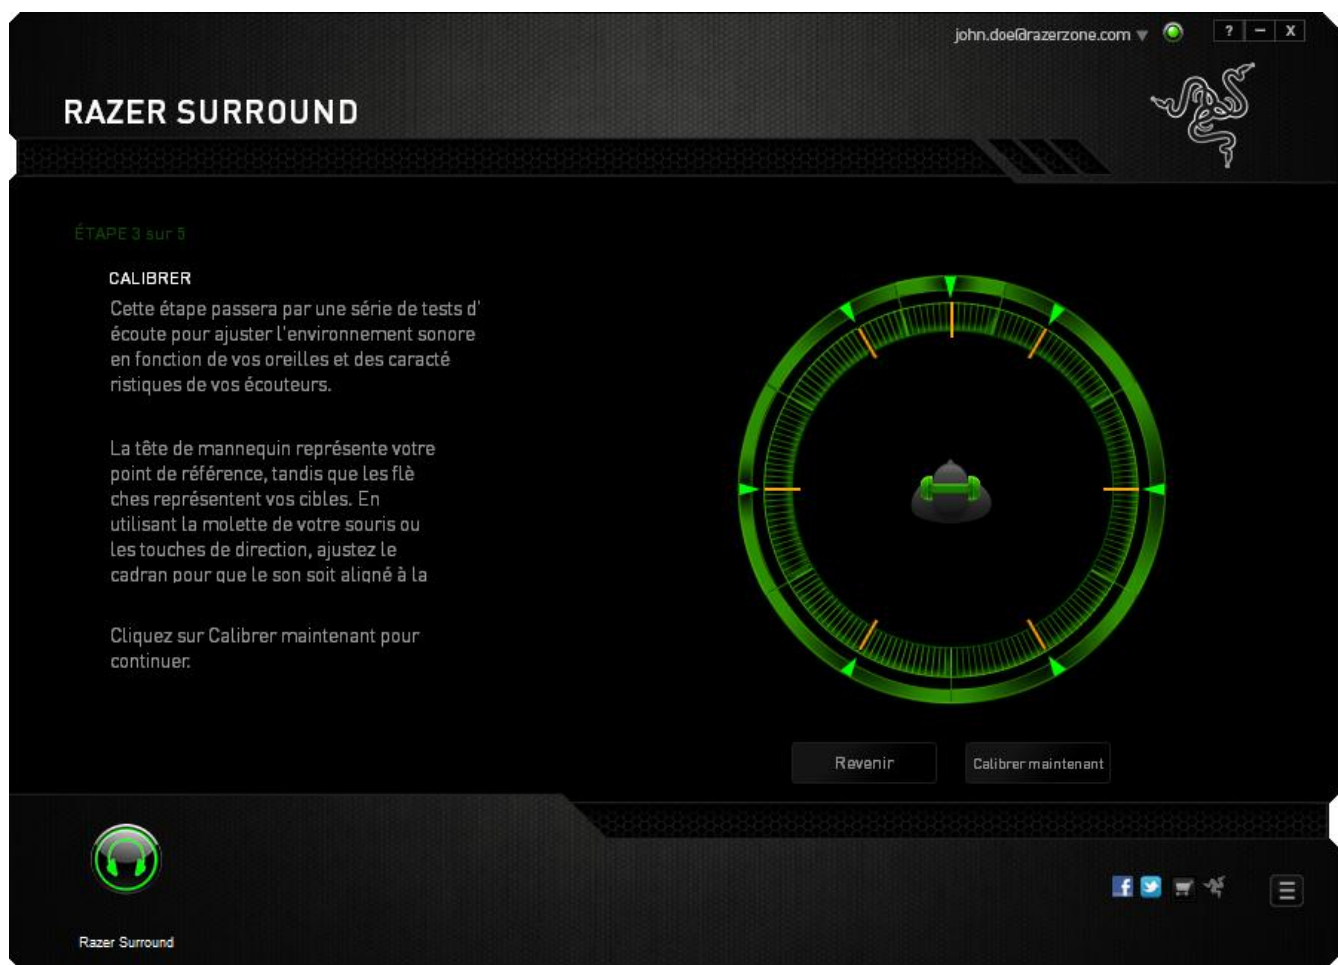 john.doe@razerzone.com
? – X
RAZER SURROUND
ÉTAPE 3 sur 5
CALIBRER
Cette étape passera par une série de tests d'
écoute pour ajuster l'environnement sonore
en fonction de vos oreilles et des caracté
ristiques de vos écouteurs.
La tête de mannequin représente votre
point de référence, tandis que les flè
ches représentent vos cibles. En
utilisant la molette de votre souris ou
les touches de direction, ajustez le
cadran pour que le son soit aligné à la
Cliquez sur Calibrer maintenant pour
continuer.
Revenir
Calibrer maintenant
Razer Surround